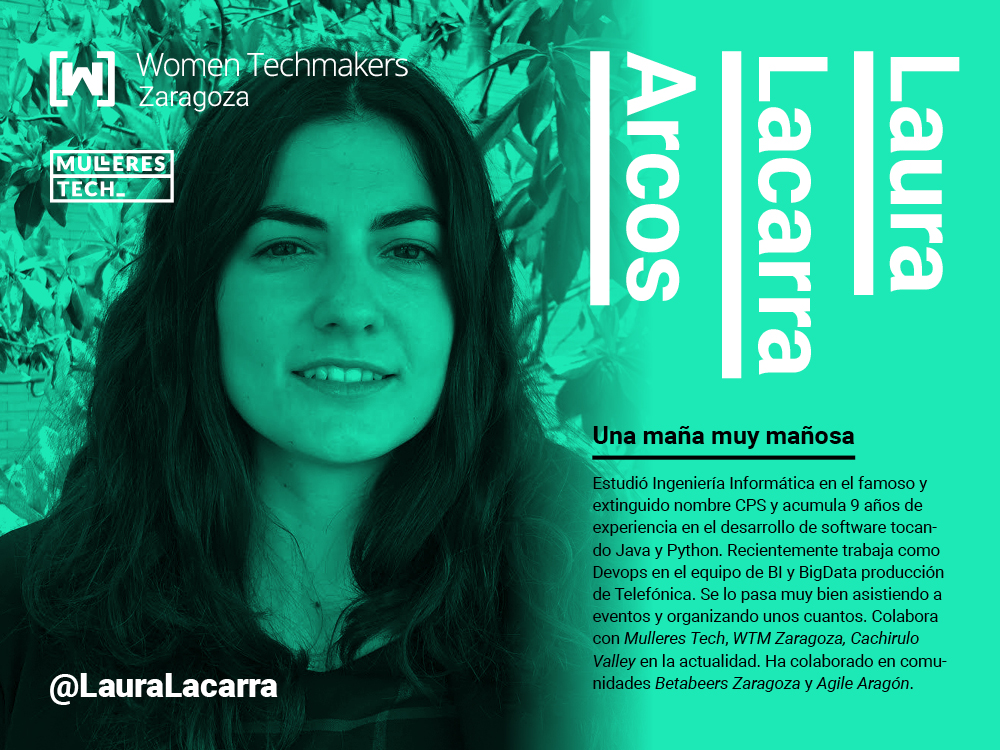 Women Techmakers
Zaragoza
MULLERES
TECH_
Laura
Lacarra
Arcos
Una maña muy mañosa
Estudió Ingeniería Informática en el famoso y
extinguido nombre CPS y acumula 9 años de
experiencia en el desarrollo de software tocan-
do Java y Python. Recientemente trabaja como
Devops en el equipo de BI y BigData producción
de Telefónica. Se lo pasa muy bien asistiendo a
eventos y organizando unos cuantos. Colabora
con Mulleres Tech, WTM Zaragoza, Cachirulo
Valley en la actualidad. Ha colaborado en comu-
nidades Betabeers Zaragoza y Agile Aragón.
@LauraLacarra